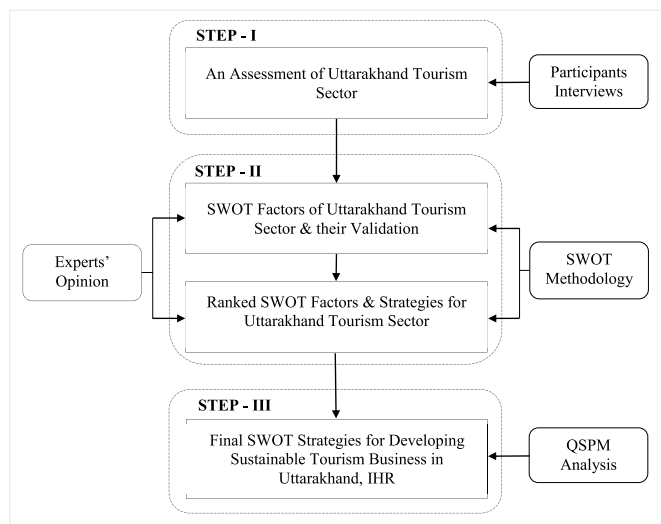 STEP - I
An Assessment of Uttarakhand Tourism
Sector
Participants
Interviews
STEP - II
SWOT Factors of Uttarakhand Tourism
Sector & their Validation
Experts’
Opinion
SWOT
Methodology
Ranked SWOT Factors & Strategies for
Uttarakhand Tourism Sector
STEP - III
Final SWOT Strategies for Developing
Sustainable Tourism Business in
Uttarakhand, IHR
QSPM
Analysis